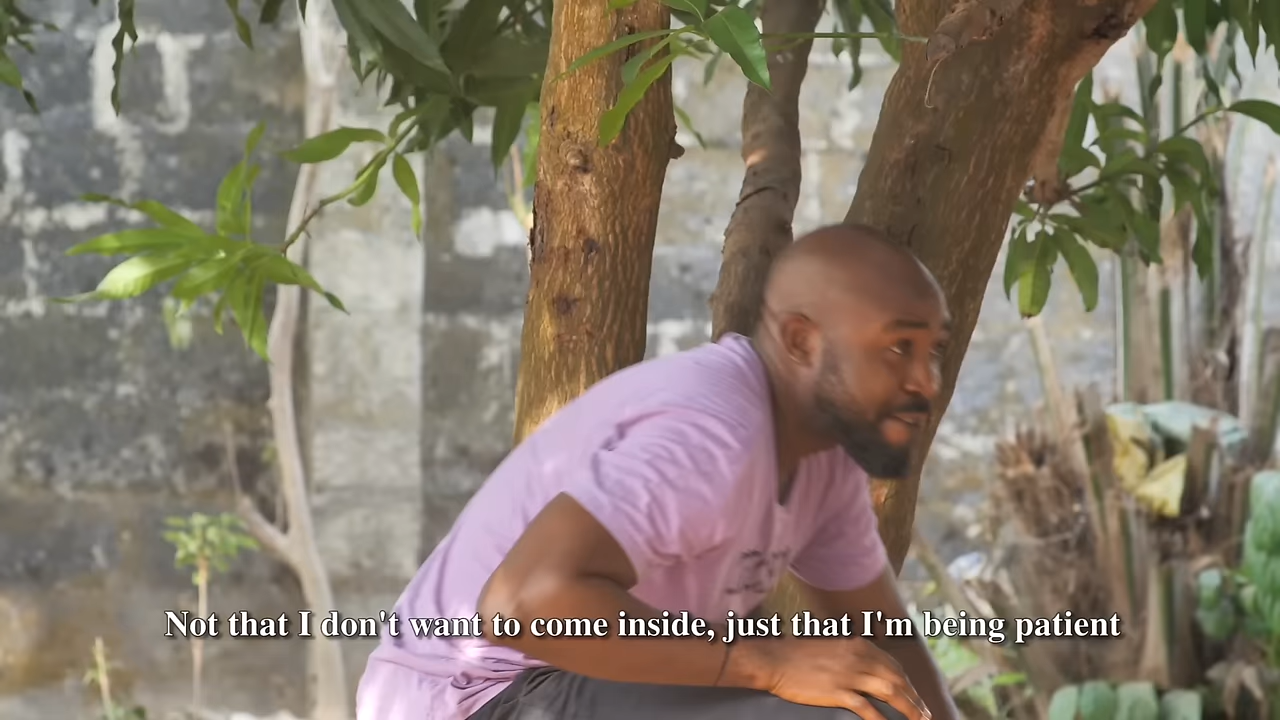 Not that I don't want to come inside, just that I'm being patient